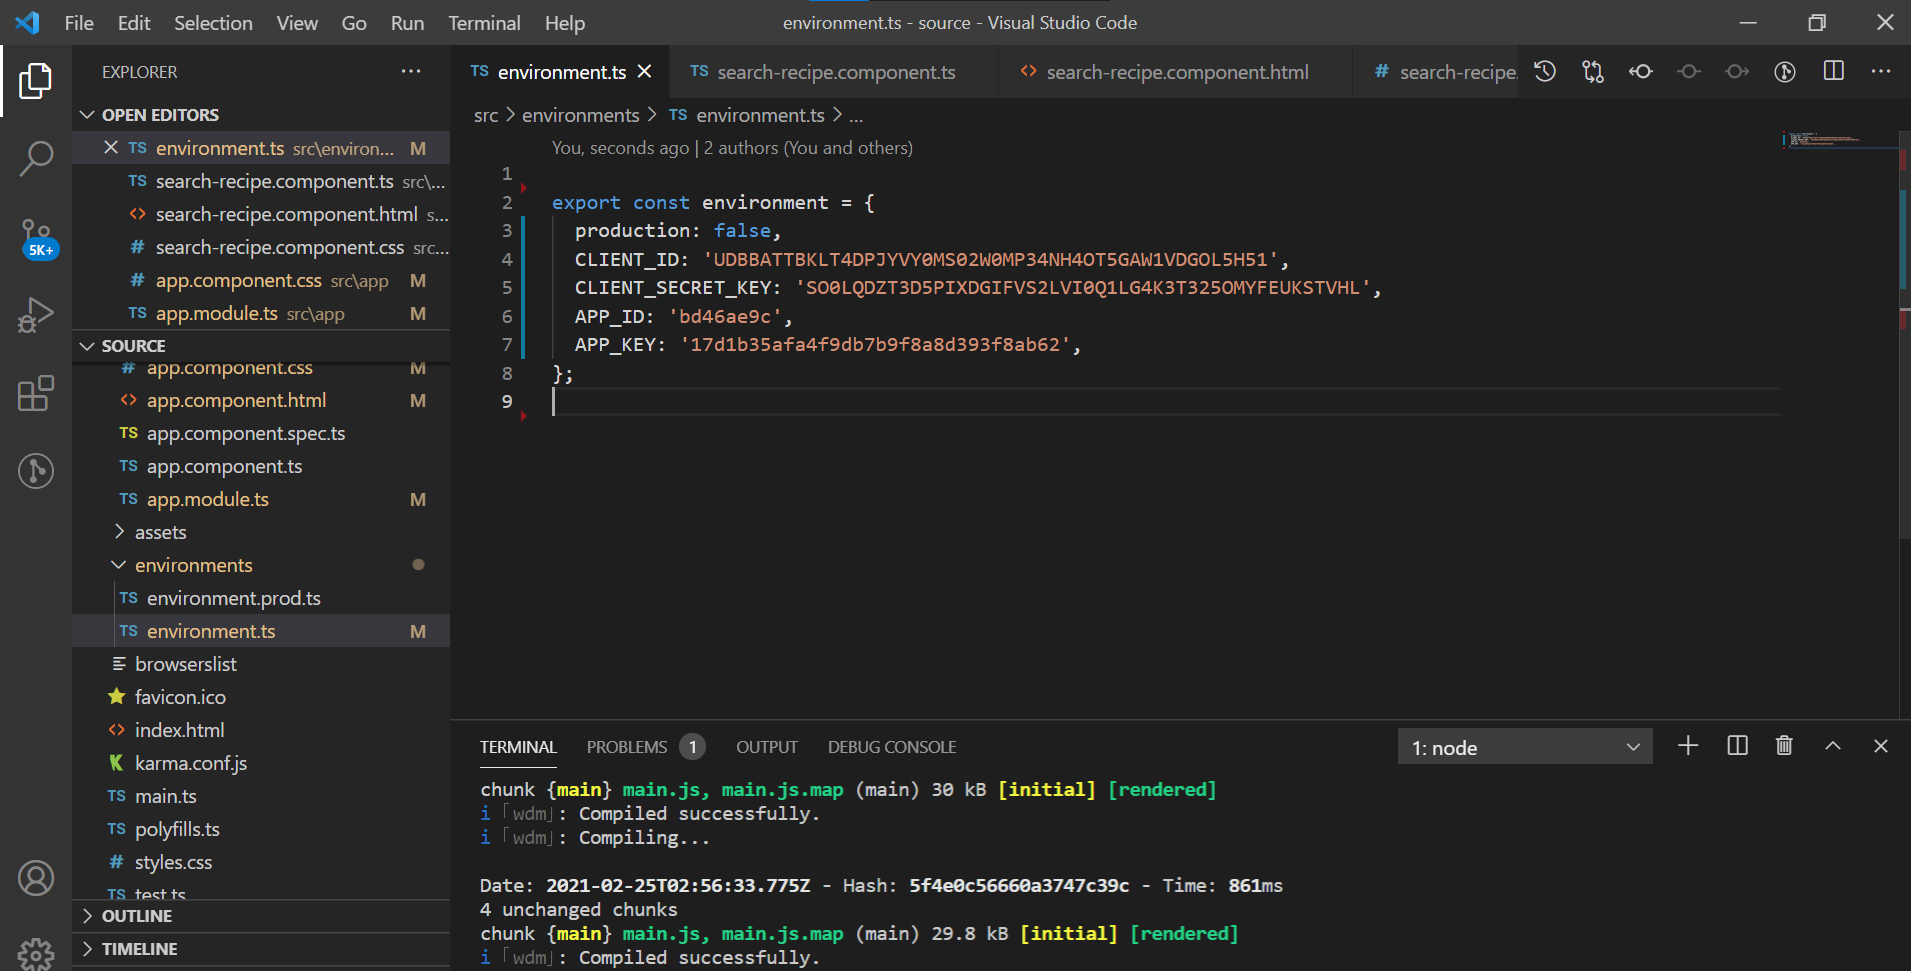 File Edit Selection View Go Run Terminal Help environment.ts - source - Visual Studio Code
EXPLORER
OPEN EDITORS
TS environment.ts src\environ... M
TS search-recipe.component.ts src\...
<> search-recipe.component.html s...
# search-recipe.component.css src...
# app.component.css src\app M
TS app.module.ts src\app M
5K+
SOURCE
# app.component.css M
<> app.component.html M
TS app.component.spec.ts
TS app.component.ts
TS app.module.ts M
assets
environments
TS environment.prod.ts
TS environment.ts M
browserslist
favicon.ico
<> index.html
karma.conf.js
TS main.ts
TS polyfills.ts
# styles.css
TS test.ts
OUTLINE
TIMELINE
TS environment.ts TS search-recipe.component.ts <> search-recipe.component.html # search-recipe.
src > environments > TS environment.ts > ...
You, seconds ago | 2 authors (You and others)
1
2 export const environment = {
3 production: false,
4 CLIENT_ID: 'UDBBATTBKLT4DPJYVY0MS02W0MP34NH4OT5GAW1VDGOL5H51',
5 CLIENT_SECRET_KEY: 'SO0LQDZT3D5PIXDGIFVS2LVI0Q1LG4K3T325OMYFEUKSTVHL',
6 APP_ID: 'bd46ae9c',
7 APP_KEY: '17d1b35afa4f9db7b9f8a8d393f8ab62',
8 };
9
TERMINAL PROBLEMS 1 OUTPUT DEBUG CONSOLE 1: node
chunk {main} main.js, main.js.map (main) 30 kB [initial] [rendered]
i ｢wdm｣: Compiled successfully.
i ｢wdm｣: Compiling...
Date: 2021-02-25T02:56:33.775Z - Hash: 5f4e0c56660a3747c39c - Time: 861ms
4 unchanged chunks
chunk {main} main.js, main.js.map (main) 29.8 kB [initial] [rendered]
i ｢wdm｣: Compiled successfully.